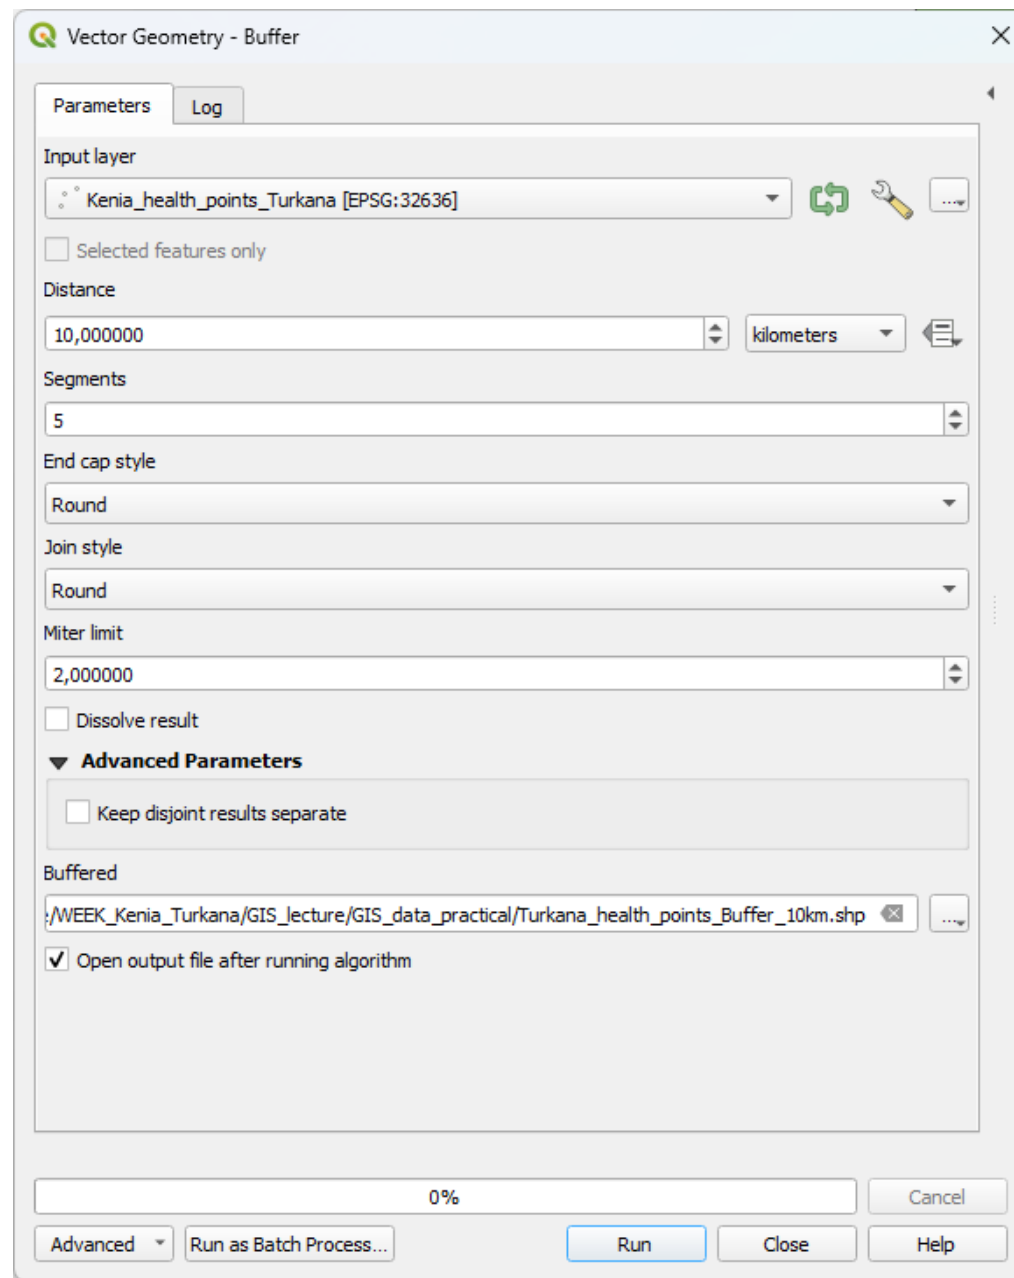 Vector Geometry - Buffer
Parameters Log
Input layer
Kenia_health_points_Turkana [EPSG:32636]
...
Selected features only
Distance
10,000000 kilometers
Segments
5
End cap style
Round
Join style
Round
Miter limit
2,000000
Dissolve result
Advanced Parameters
Keep disjoint results separate
Buffered
:/WEEK_Kenia_Turkana/GIS_lecture/GIS_data_practical/Turkana_health_points_Buffer_10km.shp ...
Open output file after running algorithm
0% Cancel
Advanced Run as Batch Process... Run Close Help